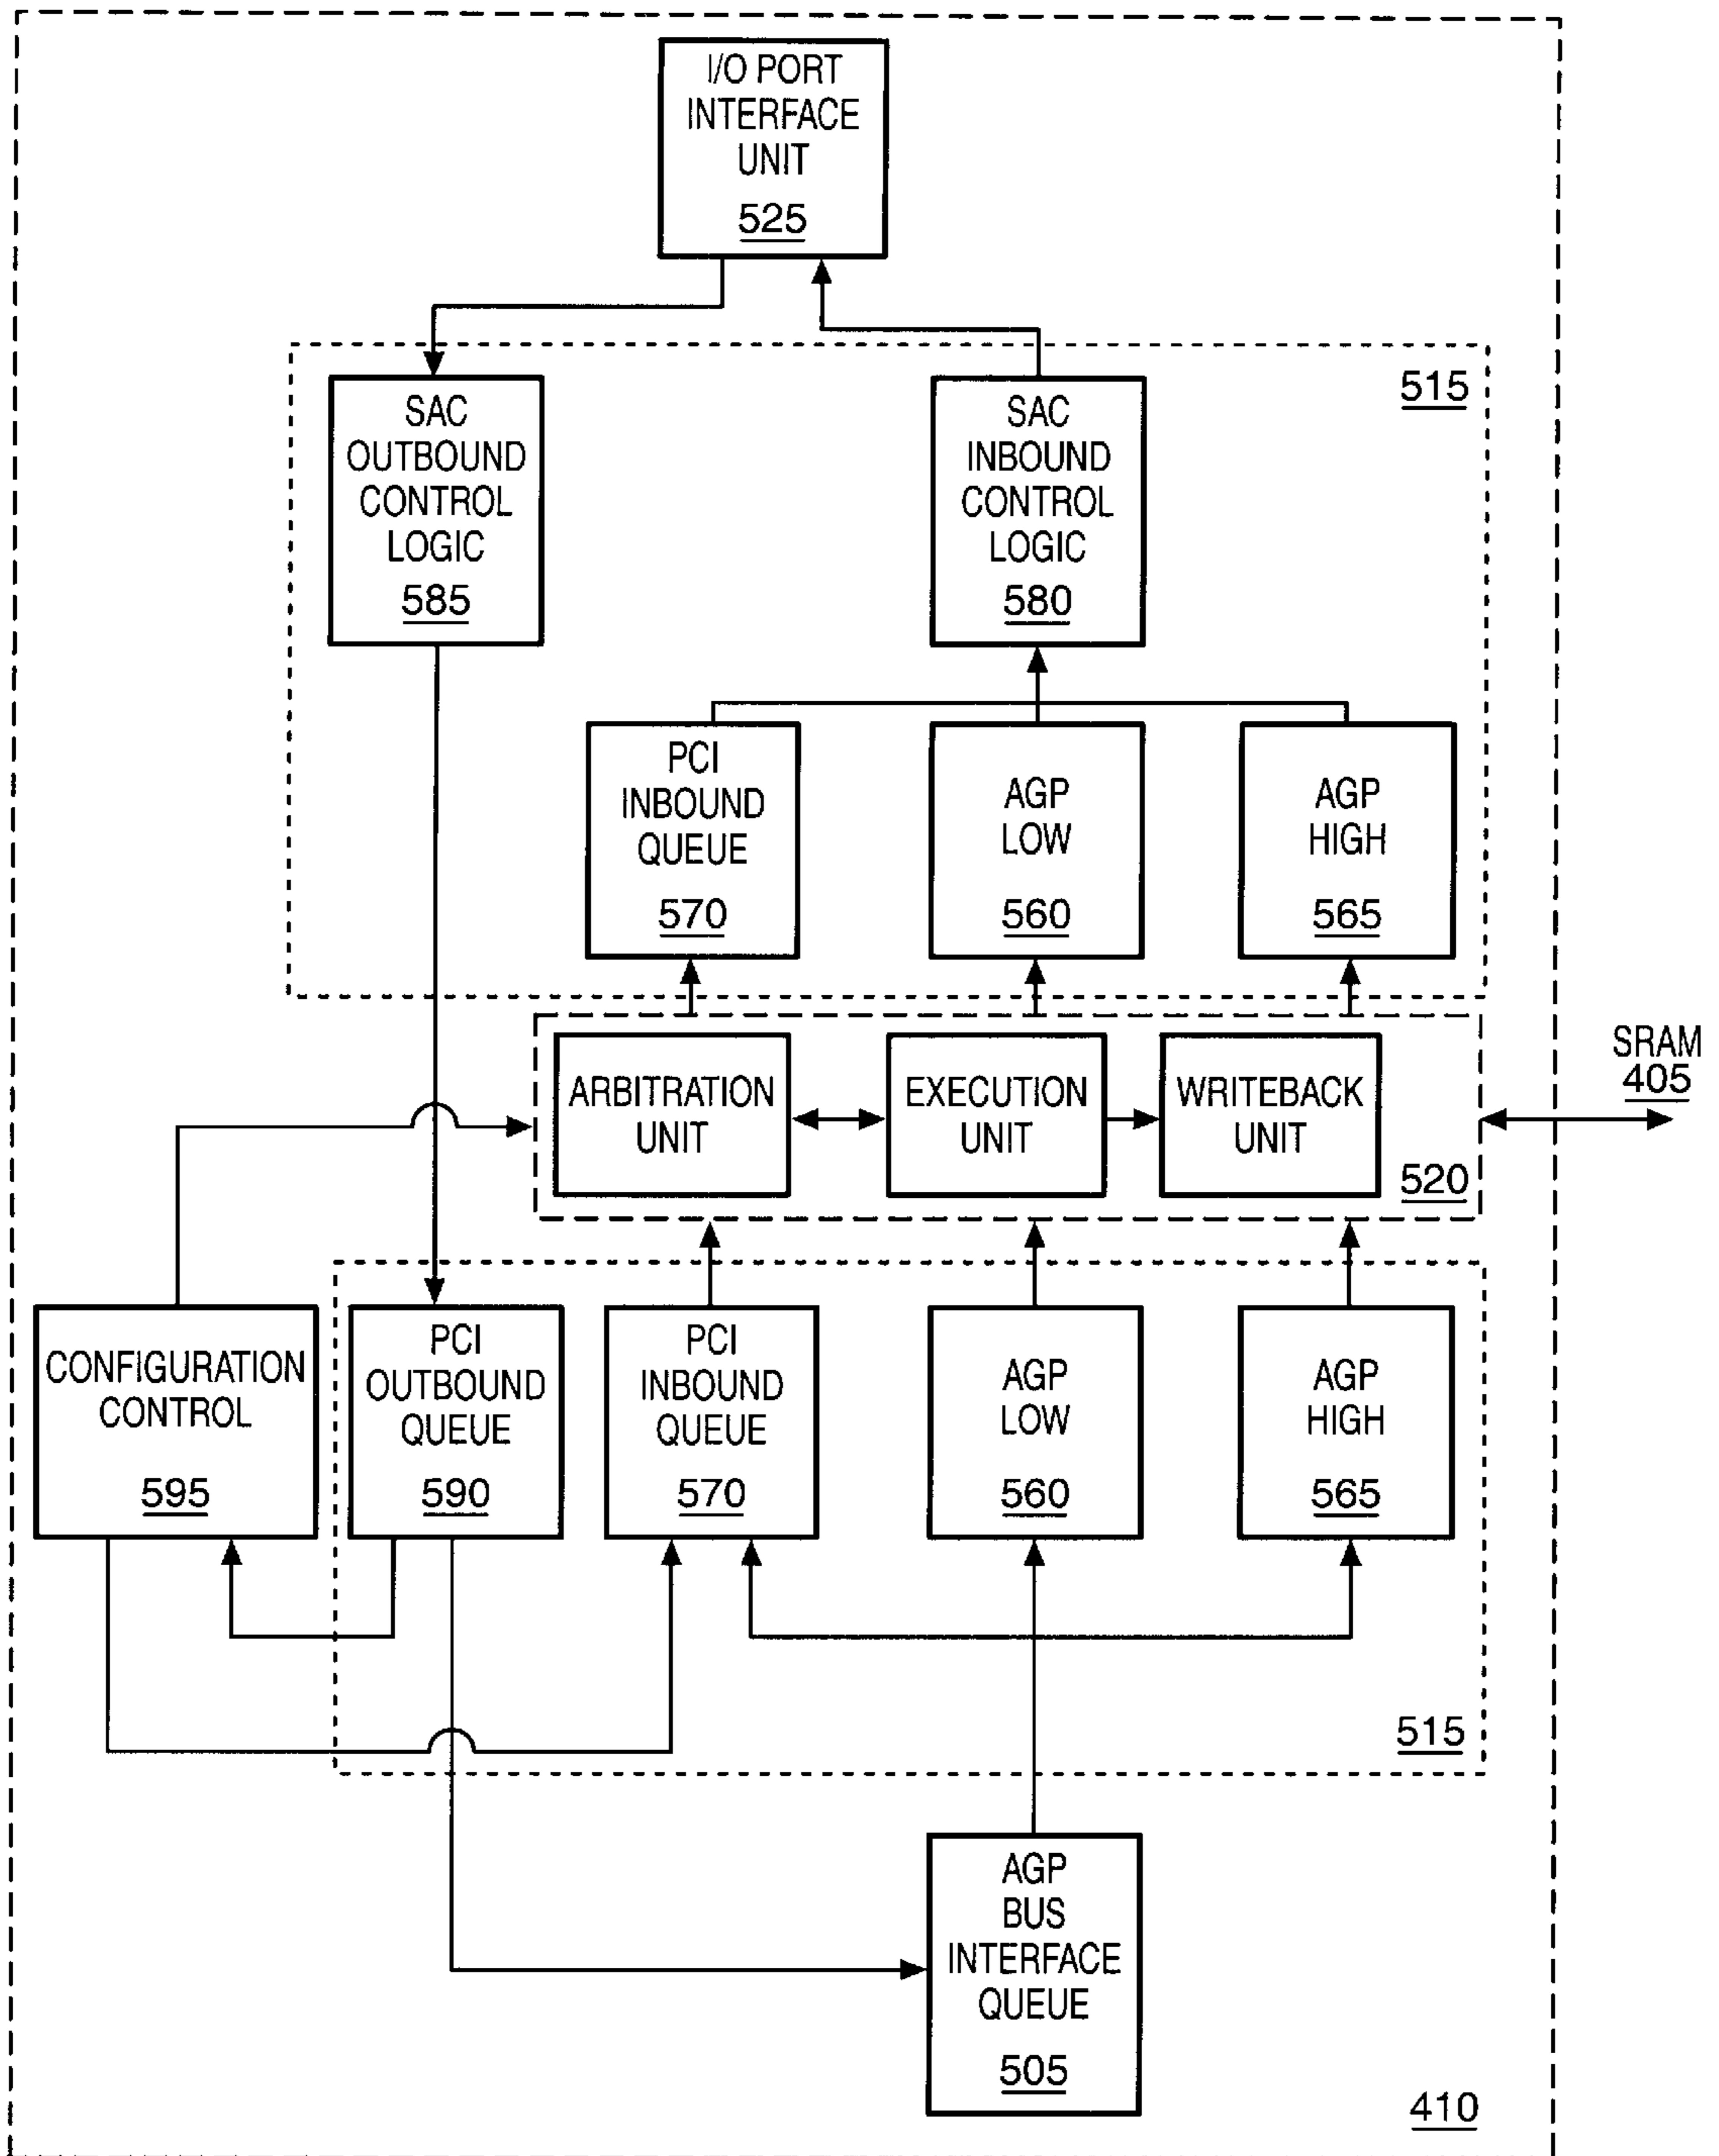 I/O PORT
INTERFACE
UNIT
525
515
SAC
OUTBOUND
CONTROL
LOGIC
585
SAC
INBOUND
CONTROL
LOGIC
580
PCI
INBOUND
QUEUE
570
AGP
LOW
560
AGP
HIGH
565
ARBITRATION
UNIT
EXECUTION
UNIT
WRITEBACK
UNIT
520
SRAM
405
CONFIGURATION
CONTROL
595
PCI
OUTBOUND
QUEUE
590
PCI
INBOUND
QUEUE
570
AGP
LOW
560
AGP
HIGH
565
515
AGP
BUS
INTERFACE
QUEUE
505
410